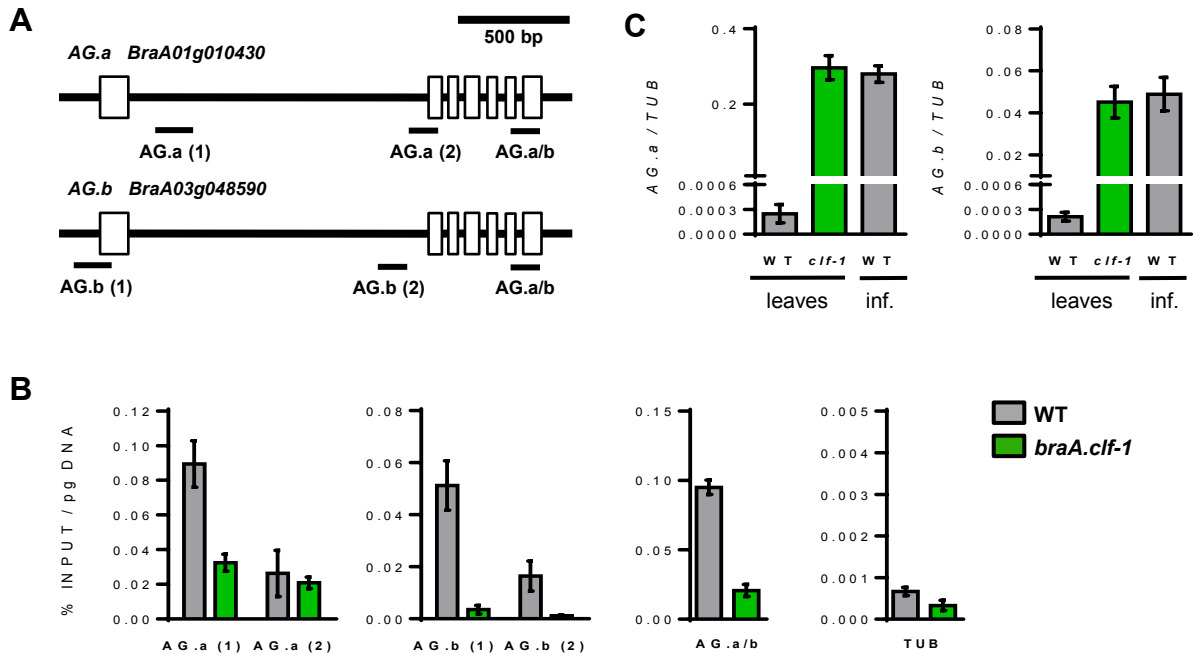 A
500 bp
AG.a BraA01g010430
AG.a (1) AG.a (2) AG.a/b
AG.b BraA03g048590
AG.b (1) AG.b (2) AG.a/b
C
AG.a/TUB
0.4
0.2
0.0006
0.0003
0.0000
WT clf-1 WT
leaves inf.
AG.b/TUB
0.08
0.06
0.04
0.02
0.0006
0.0003
0.0000
WT clf-1 WT
leaves inf.
B
% INPUT/pg DNA
0.12
0.10
0.08
0.06
0.04
0.02
0.00
AG.a (1) AG.a (2)
0.08
0.06
0.04
0.02
0.00
AG.b (1) AG.b (2)
0.15
0.10
0.05
0.00
AG.a/b
0.005
0.004
0.003
0.002
0.001
0.000
TUB
WT
braA.clf-1